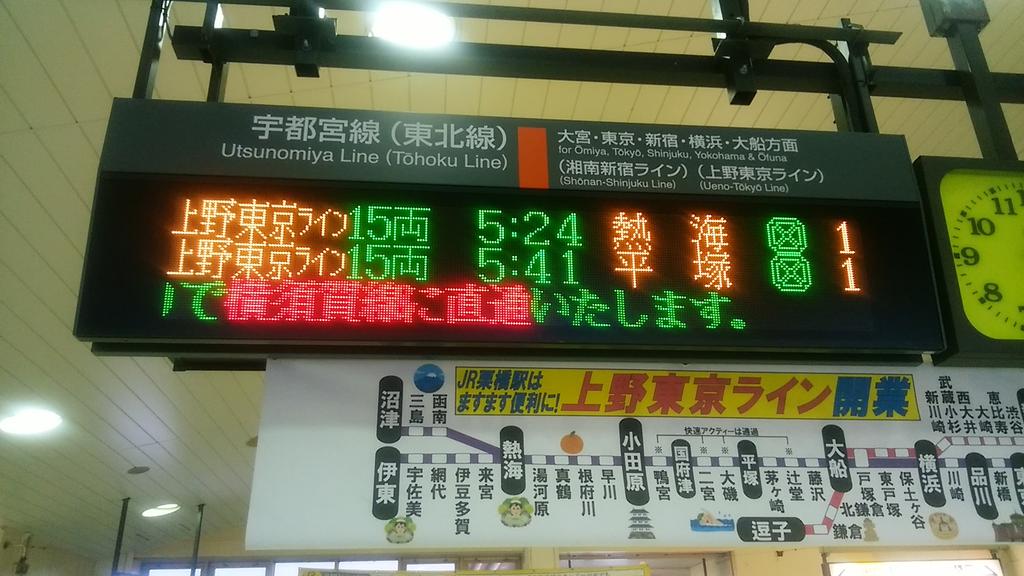 宇都宮線(東北線)
Utsunomiya Line (Tōhoku Line)
大宮・東京・新宿・横浜・大船方面
for Ōmiya, Tōkyō, Shinjuku, Yokohama & Ōfuna
(湘南新宿ライン)(上野東京ライン)
(Shōnan-Shinjuku Line) (Ueno-Tōkyō Line)
上野東京ライン 15両 5:24 熱海 1
上野東京ライン 15両 5:41 平塚 1
で横須賀線に直通いたします。
11
10
9
8
JR栗橋駅は
ますます便利に!
上野東京ライン開業
快速アクティーは通過
沼津
三島
函南
伊東
宇佐美
網代
伊豆多賀
来宮
熱海
湯河原
真鶴
根府川
早川
小田原
鴨宮
国府津
二宮
大磯
平塚
茅ヶ崎
辻堂
藤沢
大船
戸塚
東戸塚
保土ヶ谷
横浜
川崎
品川
新橋
北鎌倉
鎌倉
逗子
新川崎
武蔵小杉
西大井
大崎
恵比寿
渋谷